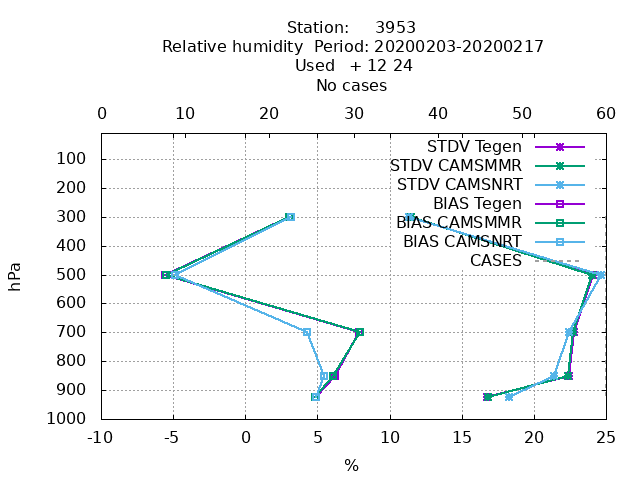 Station:     3953
Relative humidity  Period: 20200203-20200217
Used   + 12 24
No cases
0 10 20 30 40 50 60
STDV Tegen
STDV CAMSMMR
STDV CAMSNRT
BIAS Tegen
BIAS CAMSMMR
BIAS CAMSNRT
CASES
100
200
300
400
500
600
700
800
900
1000
hPa
-10 -5 0 5 10 15 20 25
%